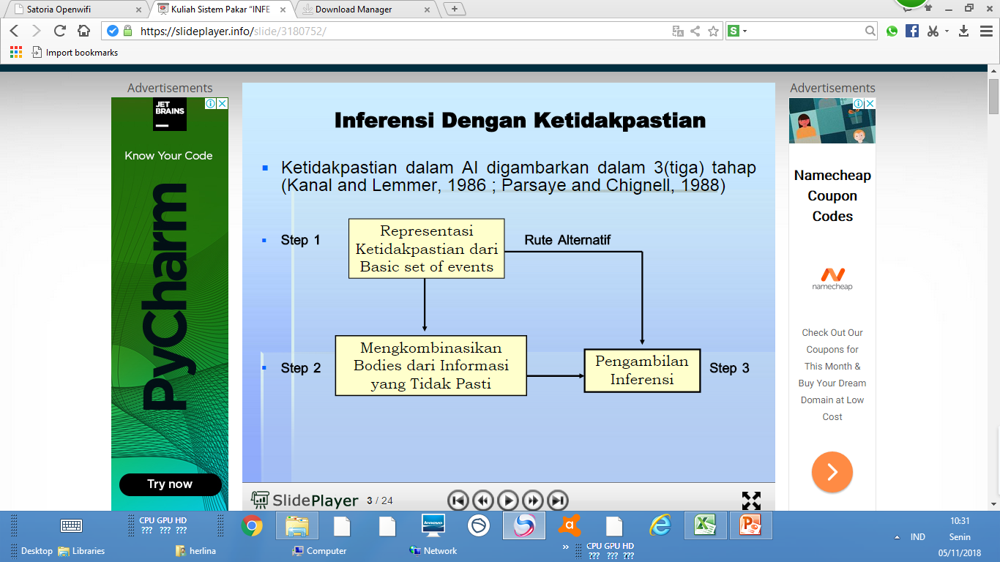 Satoria Openwifi
Kuliah Sistem Pakar "INFE
Download Manager
https://slideplayer.info/slide/3180752/
S
Import bookmarks
Advertisements
JET
BRAINS
Know Your Code
PyCharm
Try now
Inferensi Dengan Ketidakpastian
Ketidakpastian dalam AI digambarkan dalam 3(tiga) tahap
(Kanal and Lemmer, 1986 ; Parsaye and Chignell, 1988)
Step 1
Representasi
Ketidakpastian dari
Basic set of events
Rute Alternatif
Step 2
Mengkombinasikan
Bodies dari Informasi
yang Tidak Pasti
Pengambilan
Inferensi
Step 3
SlidePlayer
3 / 24
Advertisements
Namecheap
Coupon
Codes
namecheap
Check Out Our
Coupons for
This Month &
Buy Your Dream
Domain at Low
Cost
CPU GPU HD
??? ??? ???
lenovo
10:31
IND
Senin
05/11/2018
Desktop
Libraries
herlina
Computer
Network
CPU GPU HD
??? ??? ???